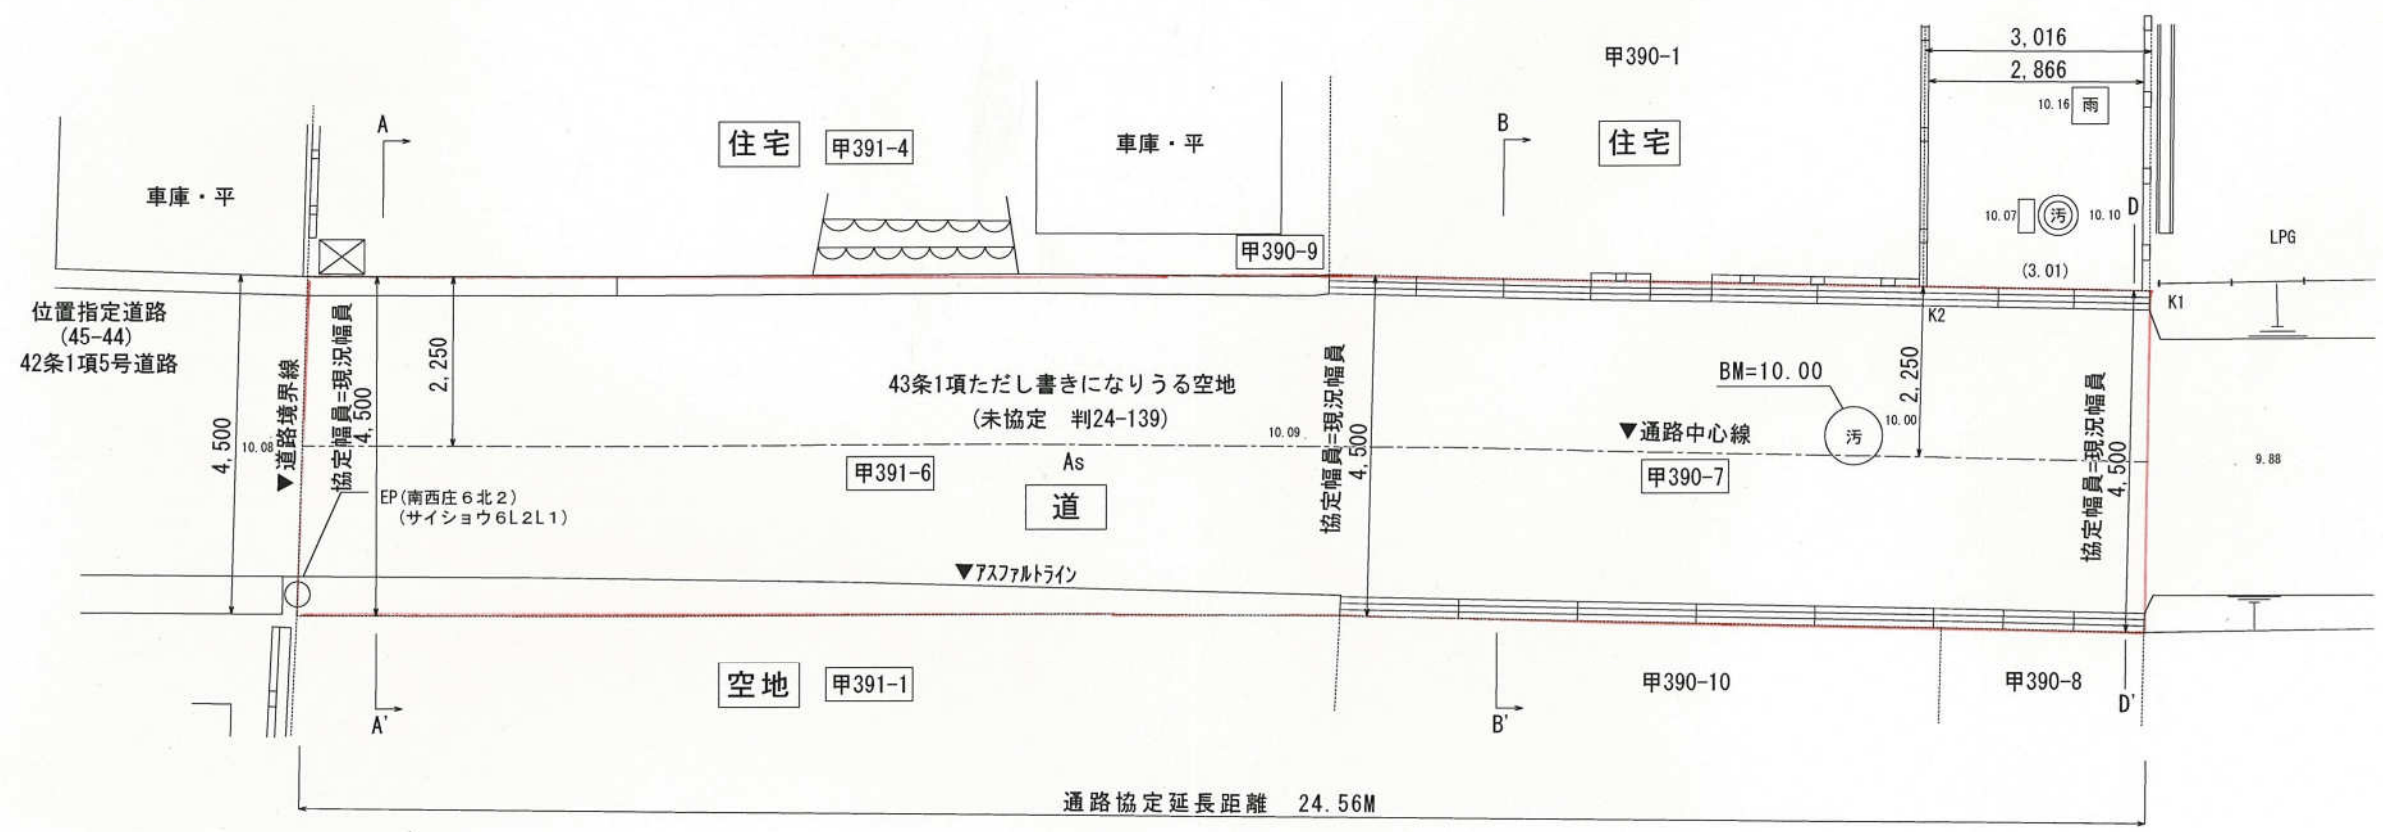 甲390-1
3,016
2,866
10.16
雨
A
住宅
甲391-4
車庫・平
B
住宅
車庫・平
10.07
汚
10.10
D
LPG
甲390-9
(3.01)
位置指定道路
(45-44)
42条1項5号道路
K1
K2
▼道路境界線
協定幅員=現況幅員
4,500
2,250
4,500
10.08
43条1項ただし書きになりうる空地
(未協定 判24-139)
10.09
協定幅員=現況幅員
4,500
BM=10.00
汚
10.00
2,250
▼通路中心線
協定幅員=現況幅員
4,500
9.88
As
甲391-6
甲390-7
道
EP(南西庄6北2)
(サイショウ6L2L1)
▼アスファルトライン
空地
甲391-1
甲390-10
甲390-8
A'
B'
D'
通路協定延長距離 24.56M